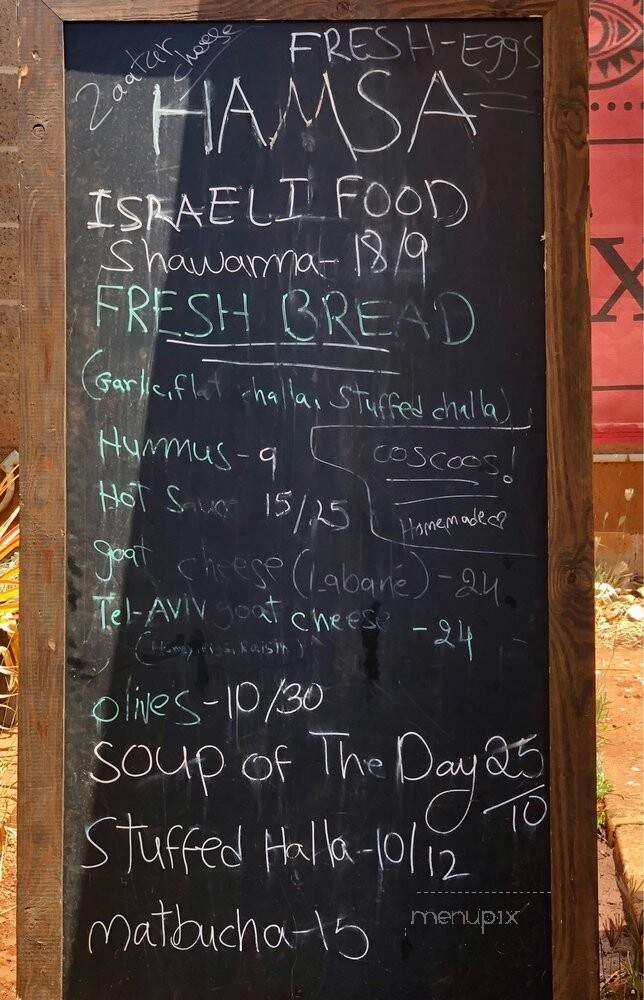 Zaatar cheese
FRESH-Eggs
HAMSA
ISRAELI FOOD
Shawarma- 18/9
FRESH BREAD
(Garlic, flat challa, Stuffed challa)
Hummus-9
COSCOOS!
Homemade
HOT Sauce 15/25
goat cheese (Labane) -24
Tel-AVIV goat cheese -24
olives-10/30
SOUP of The Day 25/10
Stuffed Halla-10/12
matbucha-15
menupix
X